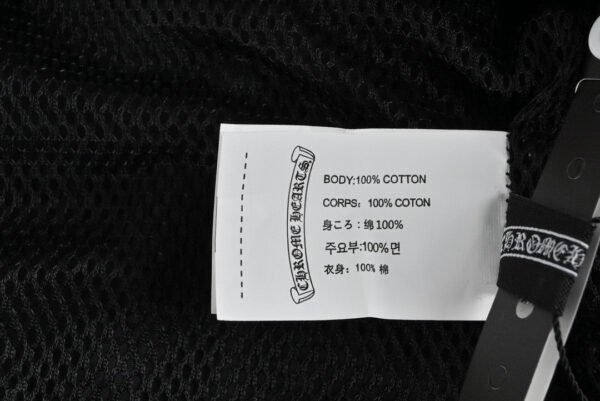 CHROME HEARTS
BODY:100% COTTON
CORPS: 100% COTON
身ころ：綿100%
주요부:100%면
衣身：100% 棉
CHROME H